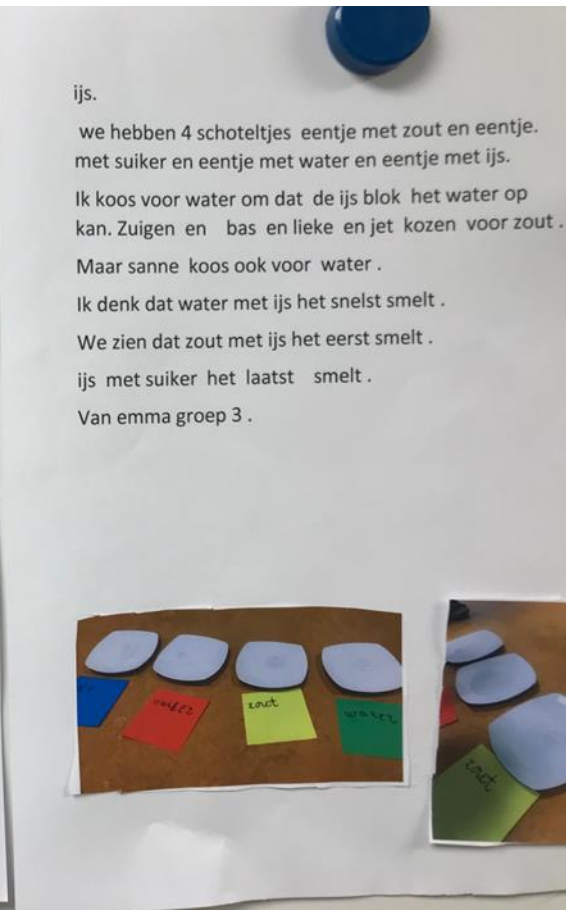 ijs.
we hebben 4 schoteltjes eentje met zout en eentje.
met suiker en eentje met water en eentje met ijs.
Ik koos voor water om dat de ijs blok het water op
kan. Zuigen en bas en lieke en jet kozen voor zout .
Maar sanne koos ook voor water .
Ik denk dat water met ijs het snelst smelt .
We zien dat zout met ijs het eerst smelt .
ijs met suiker het laatst smelt .
Van emma groep 3 .
suiker
zout
water
zout